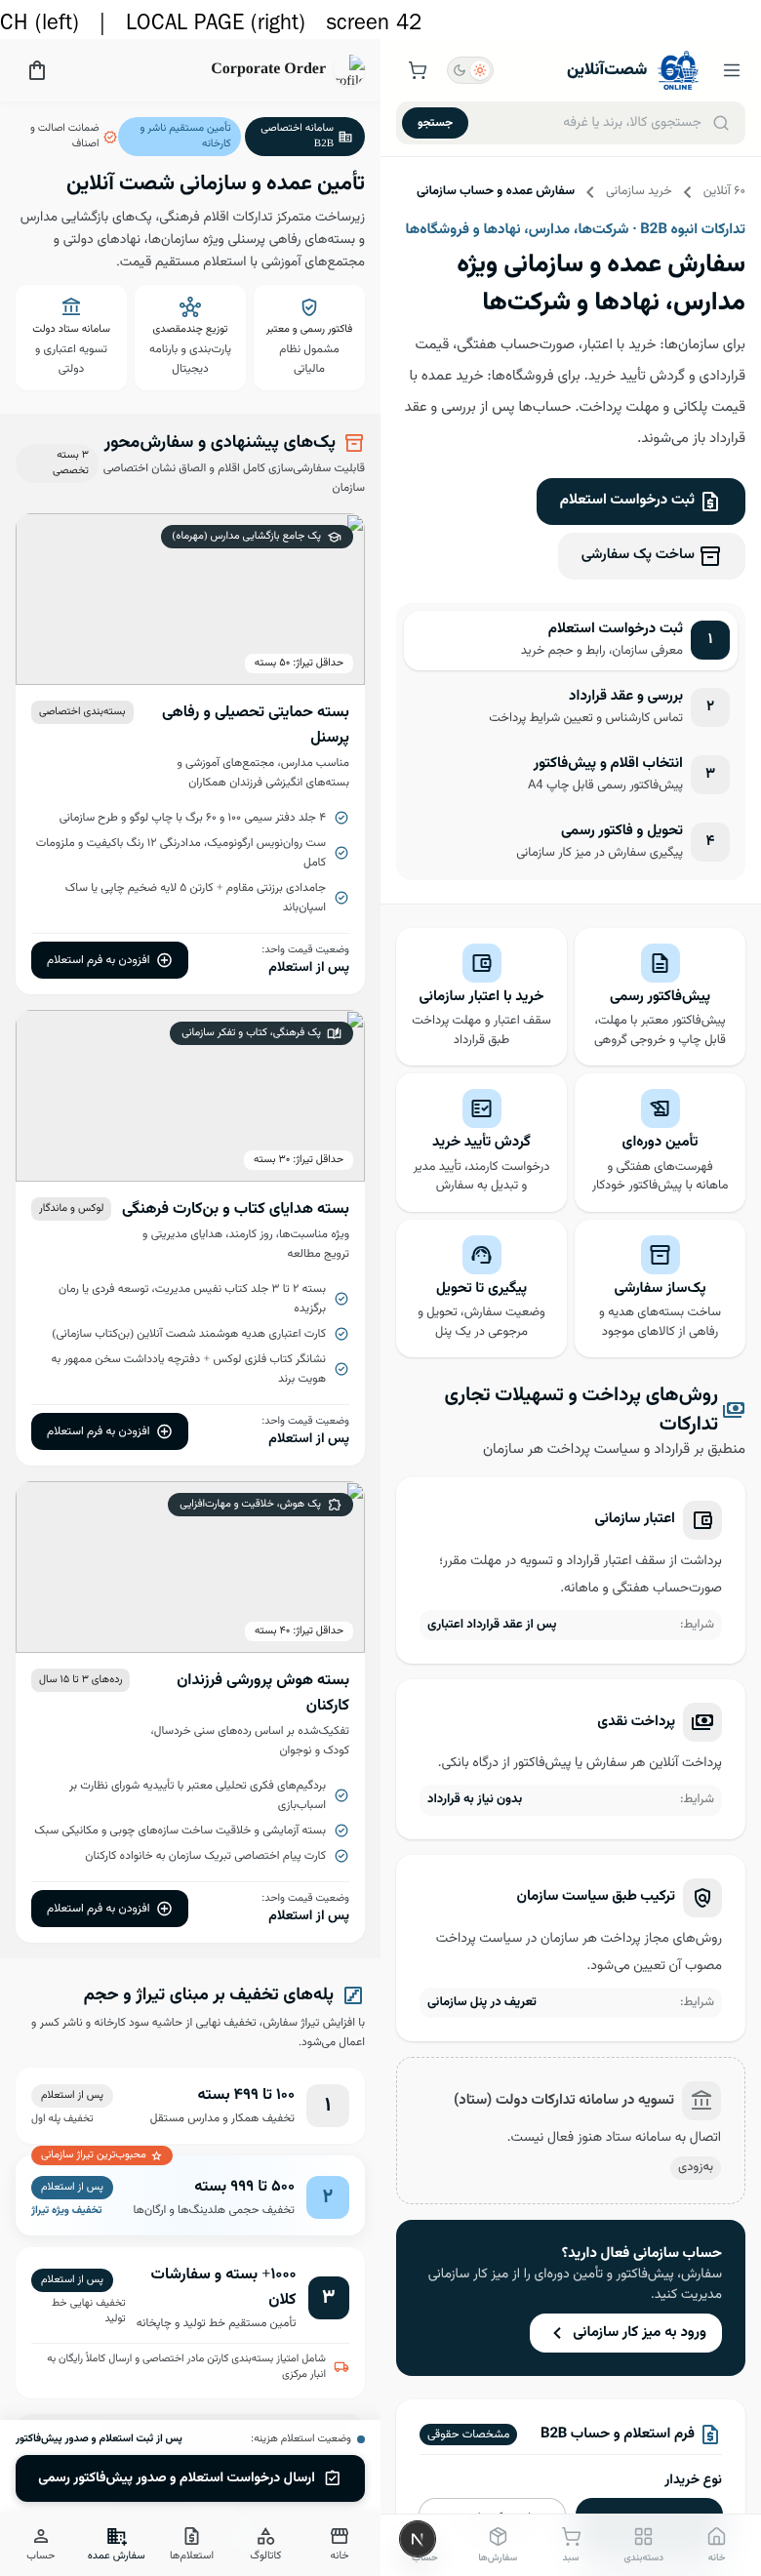 CH (left) | LOCAL PAGE (right) screen 42
Corporate Order
سامانه اختصاصی B2B
تأمین مستقیم ناشر و کارخانه
ضمانت اصالت و اصناف
تأمین عمده و سازمانی شصت آنلاین
زیرساخت متمرکز تدارکات اقلام فرهنگی، پک‌های بازگشایی مدارس
و بسته‌های رفاهی پرسنلی ویژه سازمان‌ها، نهادهای دولتی و
مجتمع‌های آموزشی با استعلام مستقیم قیمت.
فاکتور رسمی و معتبر
مشمول نظام
مالیاتی
توزیع چندمقصدی
پارت‌بندی و بارنامه
دیجیتال
سامانه ستاد دولت
تسویه اعتباری و
دولتی
پک‌های پیشنهادی و سفارش‌محور
قابلیت سفارشی‌سازی کامل اقلام و الصاق نشان اختصاصی
سازمان
۳ بسته
تخصصی
پک جامع بازگشایی مدارس (مهرماه)
حداقل تیراژ: ۵۰ بسته
بسته حمایتی تحصیلی و رفاهی
پرسنل
بسته‌بندی اختصاصی
مناسب مدارس، مجتمع‌های آموزشی و
بسته‌های انگیزشی فرزندان همکاران
۴ جلد دفتر سیمی ۱۰۰ و ۶۰ برگ با چاپ لوگو و طرح سازمانی
ست روان‌نویس ارگونومیک، مدادرنگی ۱۲ رنگ باکیفیت و ملزومات
کامل
جامدادی برزنتی مقاوم + کارتن ۵ لایه ضخیم چاپی یا ساک
اسپان‌باند
وضعیت قیمت واحد:
پس از استعلام
افزودن به فرم استعلام
پک فرهنگی، کتاب و تفکر سازمانی
حداقل تیراژ: ۳۰ بسته
بسته هدایای کتاب و بن‌کارت فرهنگی
لوکس و ماندگار
ویژه مناسبت‌ها، روز کارمند، هدایای مدیریتی و
ترویج مطالعه
بسته ۲ تا ۳ جلد کتاب نفیس مدیریت، توسعه فردی یا رمان
برگزیده
کارت اعتباری هدیه هوشمند شصت آنلاین (بن‌کتاب سازمانی)
نشانگر کتاب فلزی لوکس + دفترچه یادداشت سخن ممهور به
هویت برند
وضعیت قیمت واحد:
پس از استعلام
افزودن به فرم استعلام
پک هوش، خلاقیت و مهارت‌افزایی
حداقل تیراژ: ۴۰ بسته
بسته هوش پرورشی فرزندان
کارکنان
رده‌های ۳ تا ۱۵ سال
تفکیک‌شده بر اساس رده‌های سنی خردسال،
کودک و نوجوان
بردگیم‌های فکری تحلیلی معتبر با تأییدیه شورای نظارت بر
اسباب‌بازی
بسته آزمایشی و خلاقیت ساخت سازه‌های چوبی و مکانیکی سبک
کارت پیام اختصاصی تبریک سازمان به خانواده کارکنان
وضعیت قیمت واحد:
پس از استعلام
افزودن به فرم استعلام
پله‌های تخفیف بر مبنای تیراژ و حجم
با افزایش تیراژ سفارش، تخفیف نهایی از حاشیه سود کارخانه و ناشر کسر و
اعمال می‌شود.
۱
۱۰۰ تا ۴۹۹ بسته
تخفیف همکار و مدارس مستقل
پس از استعلام
تخفیف پله اول
محبوب‌ترین تیراژ سازمانی
۲
۵۰۰ تا ۹۹۹ بسته
تخفیف حجمی هلدینگ‌ها و ارگان‌ها
پس از استعلام
تخفیف ویژه تیراژ
۳
۱۰۰۰+ بسته و سفارشات
کلان
تأمین مستقیم خط تولید و چاپخانه
پس از استعلام
تخفیف نهایی خط
تولید
شامل امتیاز بسته‌بندی کارتن مادر اختصاصی و ارسال کاملاً رایگان به
انبار مرکزی
وضعیت استعلام هزینه:
پس از ثبت استعلام و صدور پیش‌فاکتور
ارسال درخواست استعلام و صدور پیش‌فاکتور رسمی
خانه
کاتالوگ
استعلام‌ها
سفارش عمده
حساب
60 ONLINE
شصت‌آنلاین
جستجوی کالا، برند یا غرفه
جستجو
۶۰ آنلاین
خرید سازمانی
سفارش عمده و حساب سازمانی
تدارکات انبوه B2B · شرکت‌ها، مدارس، نهادها و فروشگاه‌ها
سفارش عمده و سازمانی ویژه
مدارس، نهادها و شرکت‌ها
برای سازمان‌ها: خرید با اعتبار، صورت‌حساب هفتگی، قیمت
قراردادی و گردش تأیید خرید. برای فروشگاه‌ها: خرید عمده با
قیمت پلکانی و مهلت پرداخت. حساب‌ها پس از بررسی و عقد
قرارداد باز می‌شوند.
ثبت درخواست استعلام
ساخت پک سفارشی
۱
ثبت درخواست استعلام
معرفی سازمان، رابط و حجم خرید
۲
بررسی و عقد قرارداد
تماس کارشناس و تعیین شرایط پرداخت
۳
انتخاب اقلام و پیش‌فاکتور
پیش‌فاکتور رسمی قابل چاپ A4
۴
تحویل و فاکتور رسمی
پیگیری سفارش در میز کار سازمانی
پیش‌فاکتور رسمی
پیش‌فاکتور معتبر با مهلت،
قابل چاپ و خروجی گروهی
خرید با اعتبار سازمانی
سقف اعتبار و مهلت پرداخت
طبق قرارداد
تأمین دوره‌ای
فهرست‌های هفتگی و
ماهانه با پیش‌فاکتور خودکار
گردش تأیید خرید
درخواست کارمند، تأیید مدیر
و تبدیل به سفارش
پک‌ساز سفارشی
ساخت بسته‌های هدیه و
رفاهی از کالاهای موجود
پیگیری تا تحویل
وضعیت سفارش، تحویل و
مرجوعی در یک پنل
روش‌های پرداخت و تسهیلات تجاری
تدارکات
منطبق بر قرارداد و سیاست پرداخت هر سازمان
اعتبار سازمانی
برداشت از سقف اعتبار قرارداد و تسویه در مهلت مقرر؛
صورت‌حساب هفتگی و ماهانه.
شرایط:
پس از عقد قرارداد اعتباری
پرداخت نقدی
پرداخت آنلاین هر سفارش یا پیش‌فاکتور از درگاه بانکی.
شرایط:
بدون نیاز به قرارداد
ترکیب طبق سیاست سازمان
روش‌های مجاز پرداخت هر سازمان در سیاست پرداخت
مصوب آن تعیین می‌شود.
شرایط:
تعریف در پنل سازمانی
تسویه در سامانه تدارکات دولت (ستاد)
اتصال به سامانه ستاد هنوز فعال نیست.
به‌زودی
حساب سازمانی فعال دارید؟
سفارش، پیش‌فاکتور و تأمین دوره‌ای را از میز کار سازمانی
مدیریت کنید.
ورود به میز کار سازمانی
فرم استعلام و حساب B2B
مشخصات حقوقی
نوع خریدار
خانه
دسته‌بندی
سبد
سفارش‌ها
حساب
N